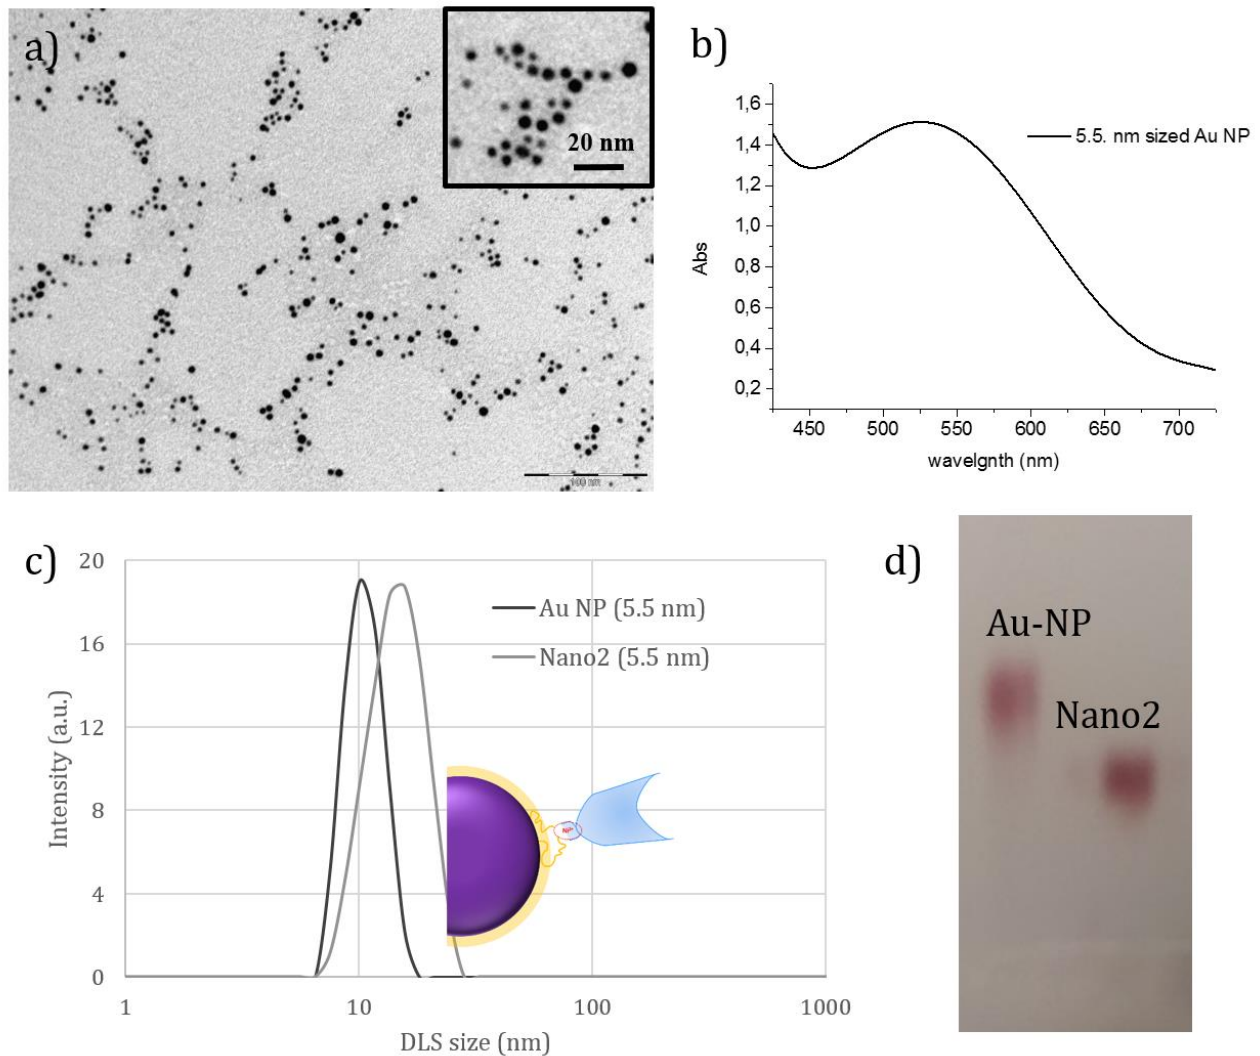 a)
20 nm
100 nm
b)
Abs
1,6
1,4
1,2
1,0
0,8
0,6
0,4
0,2
5.5. nm sized Au NP
450 500 550 600 650 700
wavelgnth (nm)
c)
Intensity (a.u.)
20
16
12
8
4
0
Au NP (5.5 nm)
Nano2 (5.5 nm)
1 10 100 1000
DLS size (nm)
d)
Au-NP
Nano2